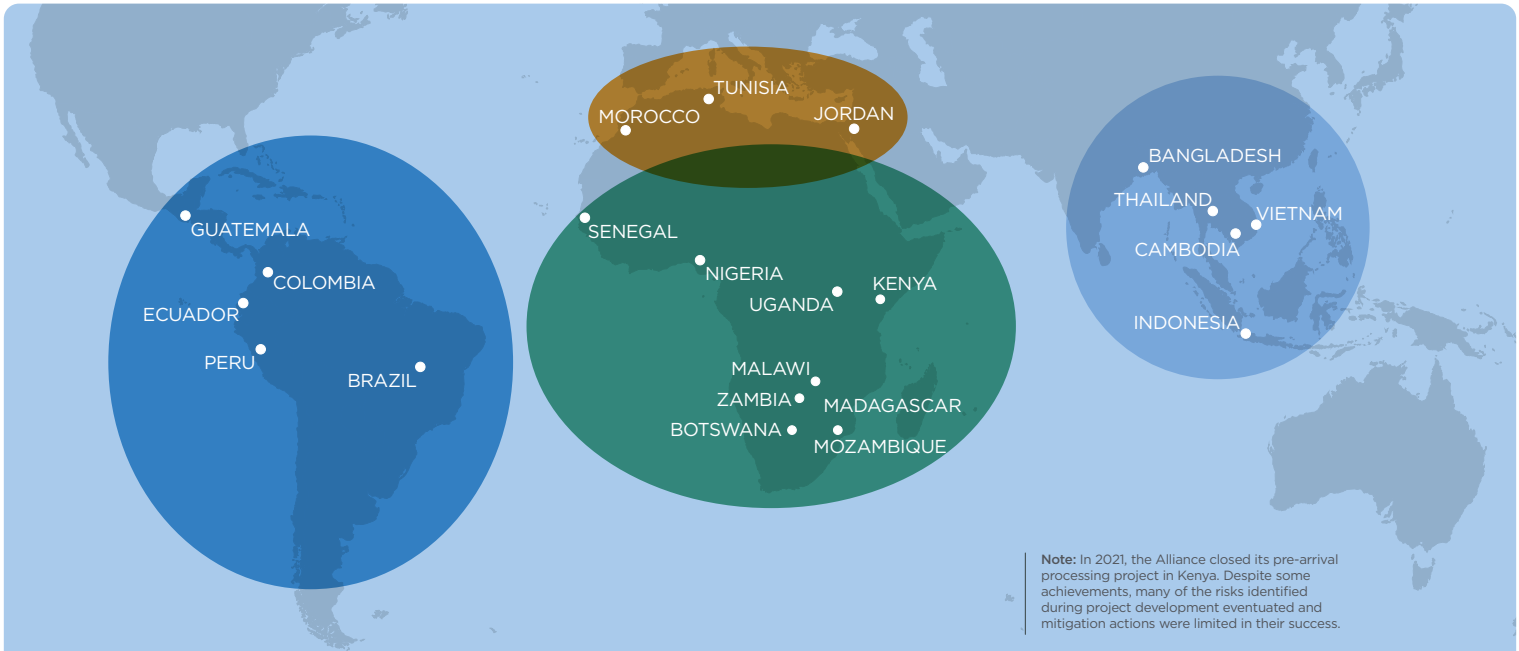 TUNISIA
MOROCCO
JORDAN
BANGLADESH
THAILAND
VIETNAM
CAMBODIA
INDONESIA
GUATEMALA
COLOMBIA
ECUADOR
PERU
BRAZIL
SENEGAL
NIGERIA
KENYA
UGANDA
MALAWI
ZAMBIA
MADAGASCAR
BOTSWANA
MOZAMBIQUE
Note: In 2021, the Alliance closed its pre-arrival
processing project in Kenya. Despite some
achievements, many of the risks identified
during project development eventuated and
mitigation actions were limited in their success.